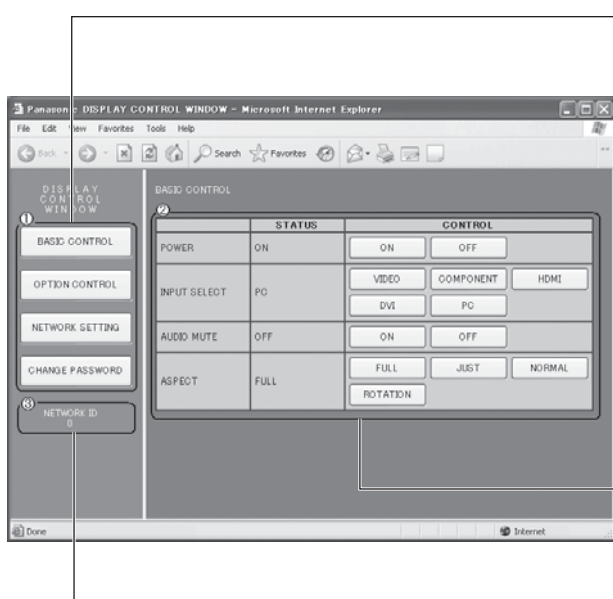 Panasonic DISPLAY CONTROL WINDOW - Microsoft Internet Explorer
File Edit View Favorites Tools Help
Back Search Favorites
DISPLAY
CONTROL
WINDOW
①
BASIC CONTROL
OPTION CONTROL
NETWORK SETTING
CHANGE PASSWORD
③
NETWORK ID
0
BASIC CONTROL
②
STATUS CONTROL
POWER ON ON OFF
INPUT SELECT PC VIDEO COMPONENT HDMI
DVI PC
AUDIO MUTE OFF ON OFF
ASPECT FULL FULL JUST NORMAL
ROTATION
Done Internet